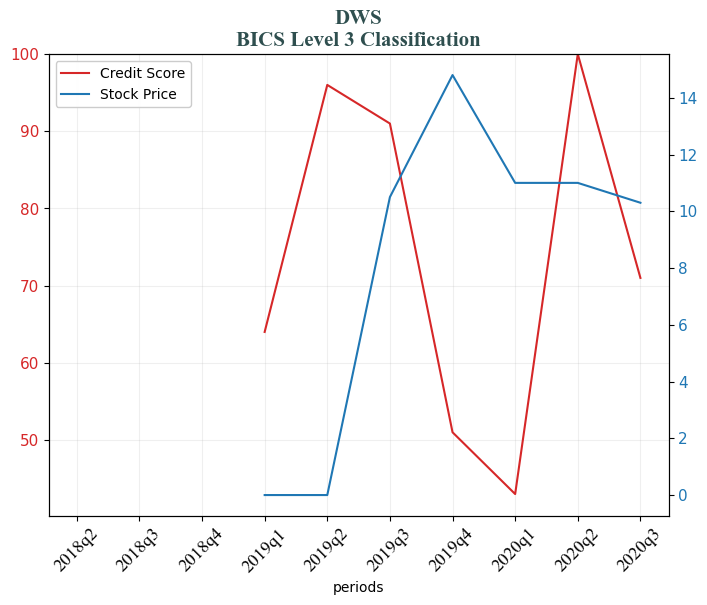 DWS
BICS Level 3 Classification
Credit Score
Stock Price
100
90
80
70
60
50
14
12
10
8
6
4
2
0
2018q2
2018q3
2018q4
2019q1
2019q2
2019q3
2019q4
2020q1
2020q2
2020q3
periods